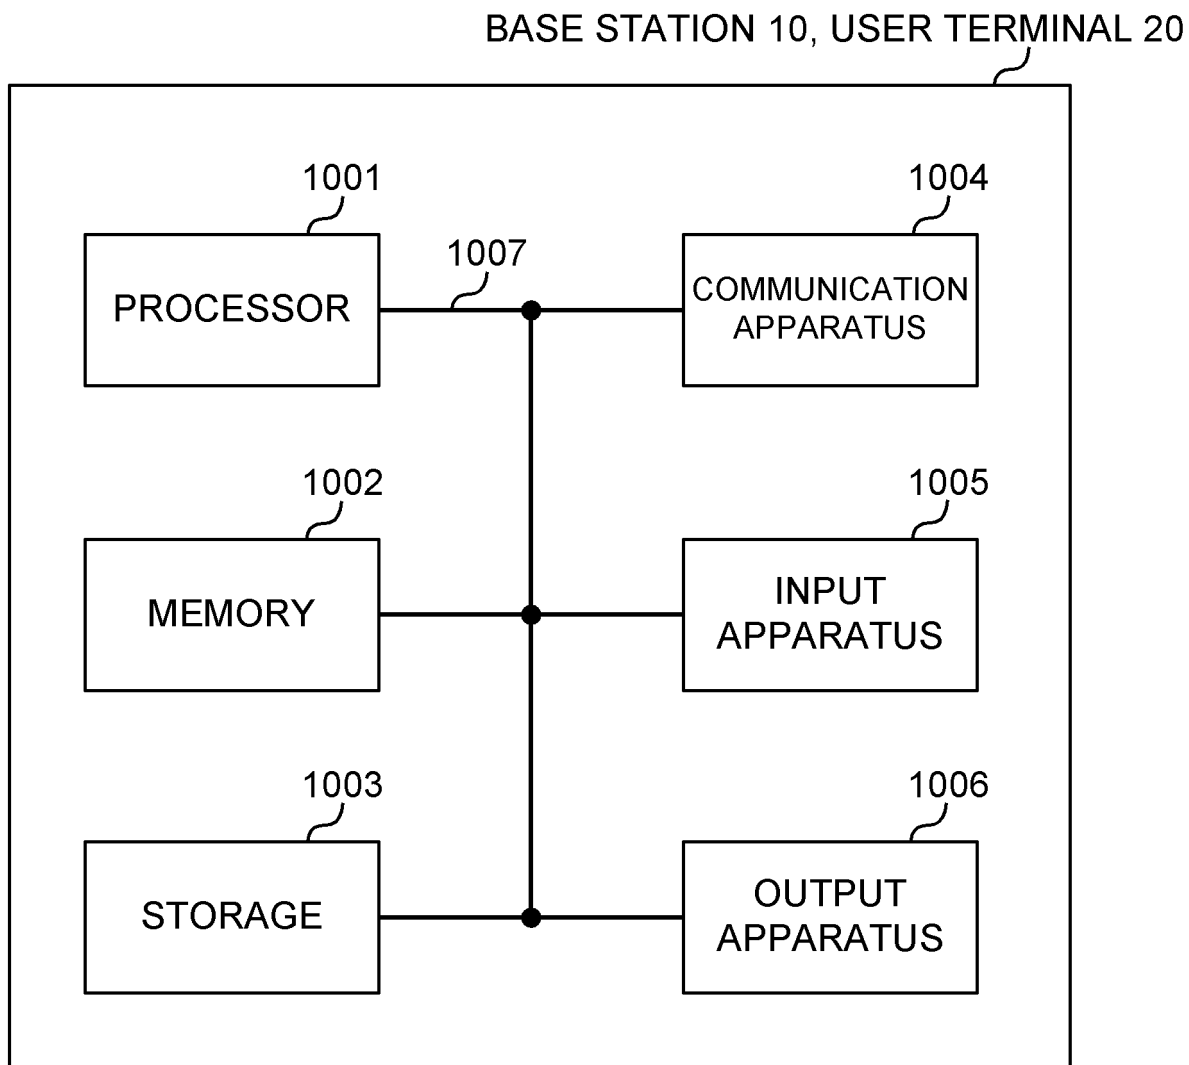 BASE STATION 10, USER TERMINAL 20
1001
PROCESSOR
1007
1004
COMMUNICATION
APPARATUS
1002
MEMORY
1005
INPUT
APPARATUS
1003
STORAGE
1006
OUTPUT
APPARATUS